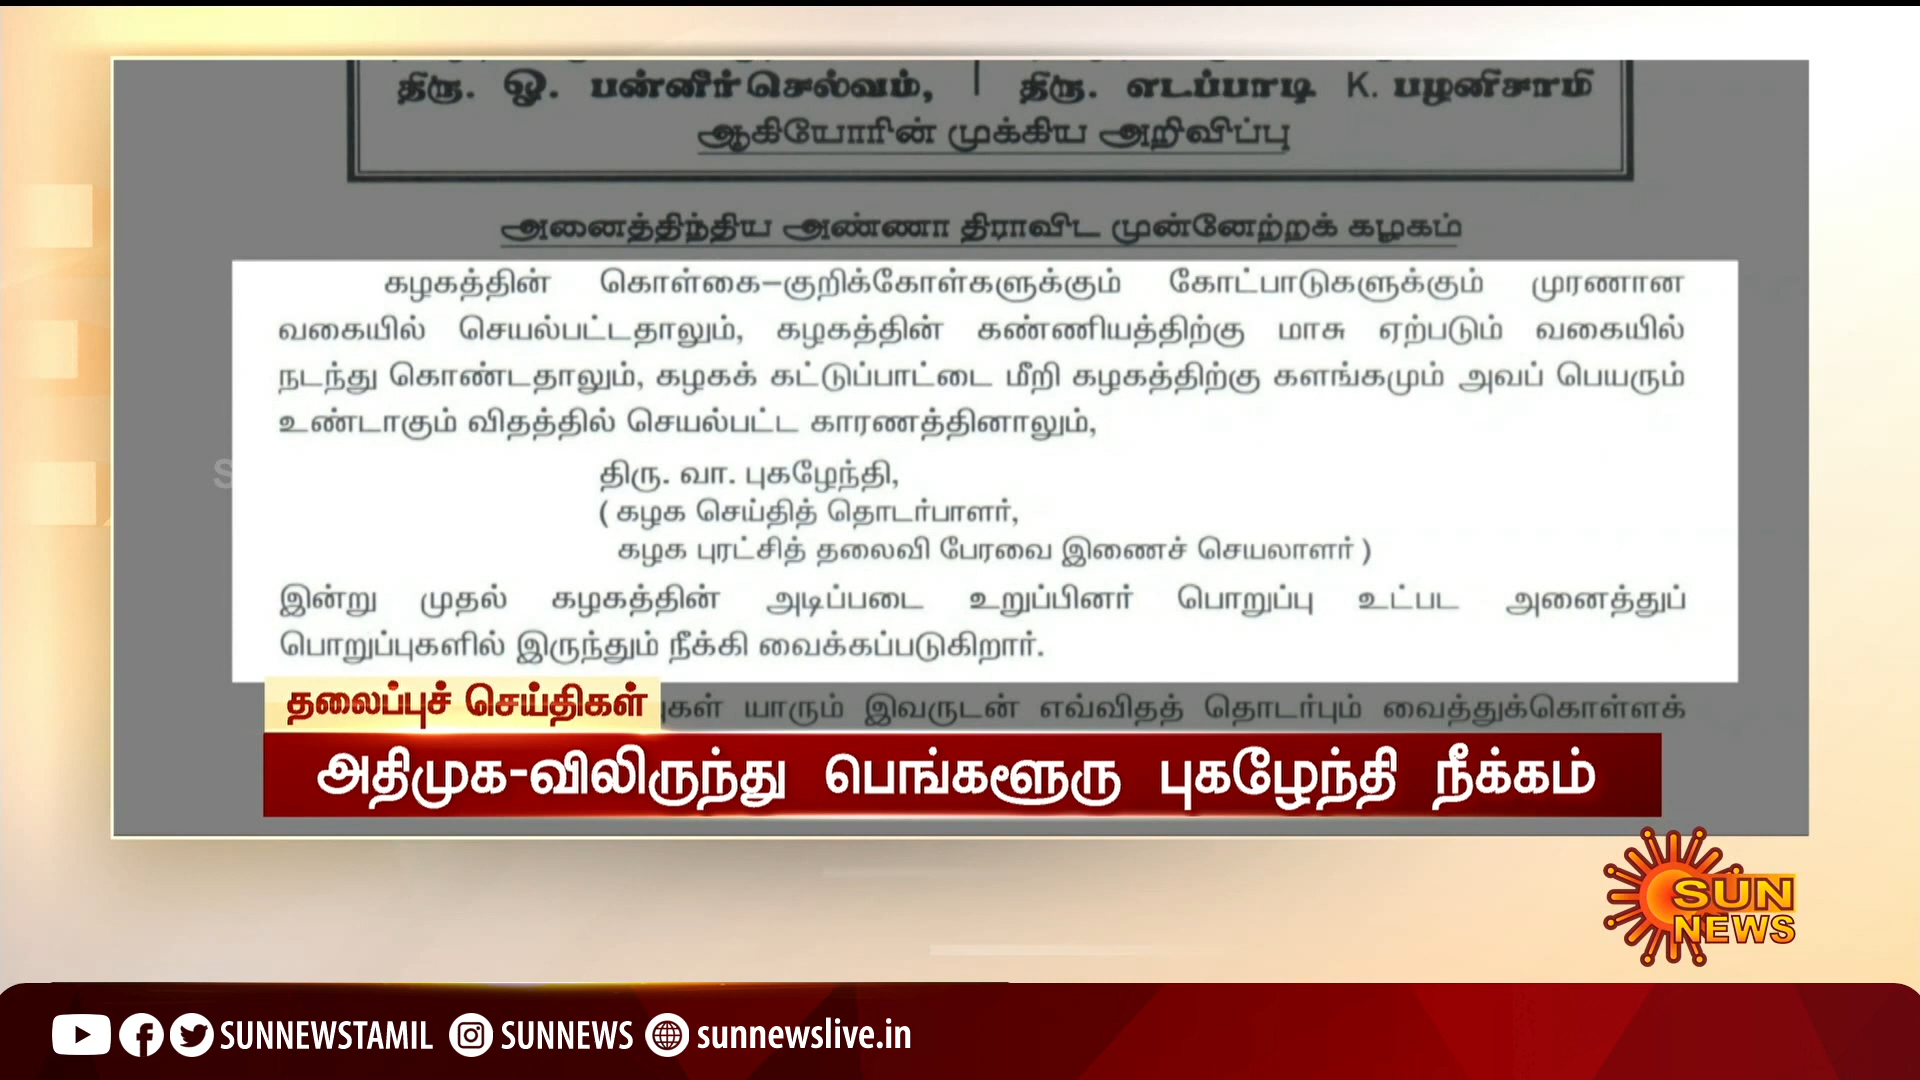 திரு. ஓ. பன்னீர்செல்வம், | திரு. எடப்பாடி K. பழனிசாமி
ஆகியோரின் முக்கிய அறிவிப்பு
அனைத்திந்திய அண்ணா திராவிட முன்னேற்றக் கழகம்
கழகத்தின் கொள்கை-குறிக்கோள்களுக்கும் கோட்பாடுகளுக்கும் முரணான
வகையில் செயல்பட்டதாலும், கழகத்தின் கண்ணியத்திற்கு மாசு ஏற்படும் வகையில்
நடந்து கொண்டதாலும், கழகக் கட்டுப்பாட்டை மீறி கழகத்திற்கு களங்கமும் அவப் பெயரும்
உண்டாகும் விதத்தில் செயல்பட்ட காரணத்தினாலும்,
திரு. வா. புகழேந்தி,
( கழக செய்தித் தொடர்பாளர்,
கழக புரட்சித் தலைவி பேரவை இணைச் செயலாளர் )
இன்று முதல் கழகத்தின் அடிப்படை உறுப்பினர் பொறுப்பு உட்பட அனைத்துப்
பொறுப்புகளில் இருந்தும் நீக்கி வைக்கப்படுகிறார்.
யாரும் இவருடன் எவ்விதத் தொடர்பும் வைத்துக்கொள்ளக்
தலைப்புச் செய்திகள்
அதிமுக-விலிருந்து பெங்களூரு புகழேந்தி நீக்கம்
SUN
NEWS
SUNNEWSTAMIL SUNNEWS sunnewslive.in